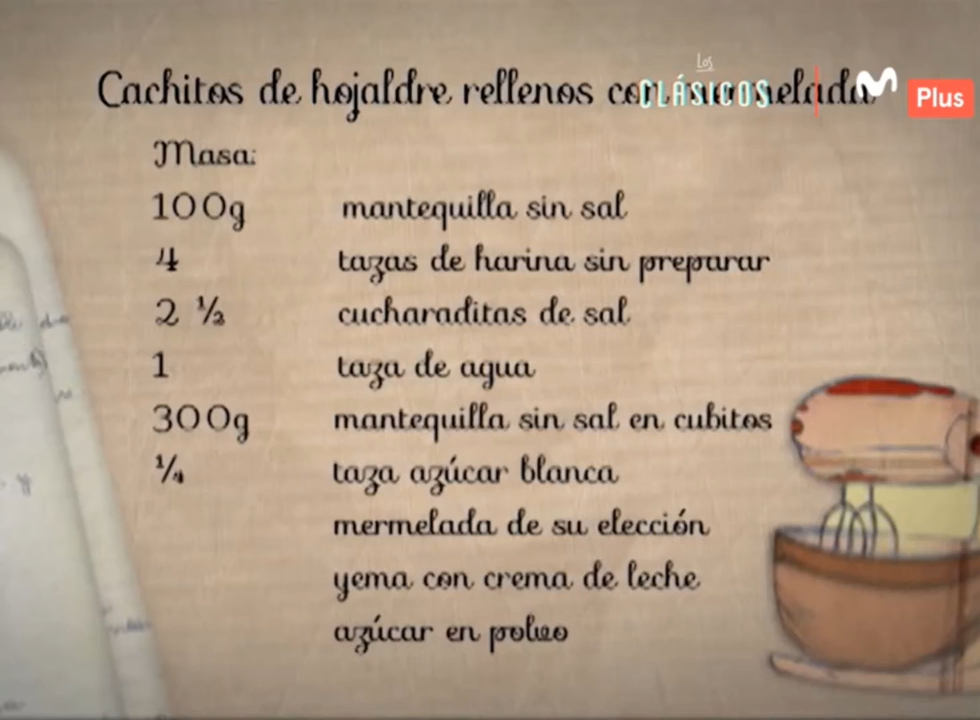 Los
CLÁSICOS
Plus
Cachitos de hojaldre rellenos con
Masa:
100g mantequilla sin sal
4 tazas de harina sin preparar
2 ½ cucharaditas de sal
1 taza de agua
300g mantequilla sin sal en cubitos
¼ taza azúcar blanca
mermelada de su elección
yema con crema de leche
azúcar en polvo